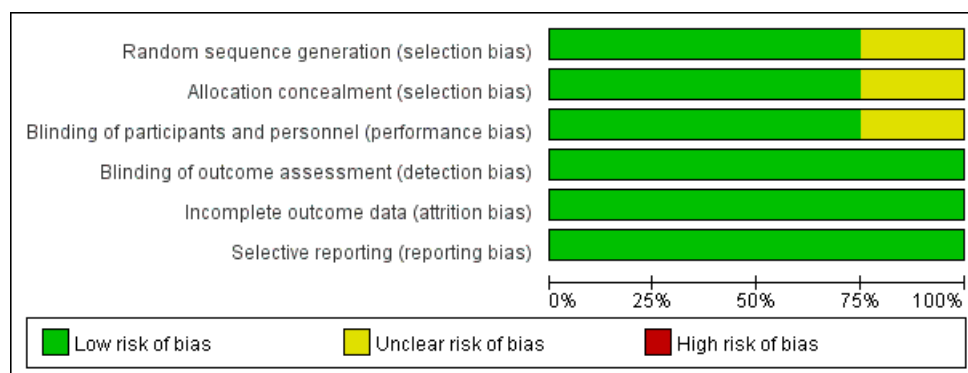 Random sequence generation (selection bias)
Allocation concealment (selection bias)
Blinding of participants and personnel (performance bias)
Blinding of outcome assessment (detection bias)
Incomplete outcome data (attrition bias)
Selective reporting (reporting bias)
0% 25% 50% 75% 100%
Low risk of bias Unclear risk of bias High risk of bias